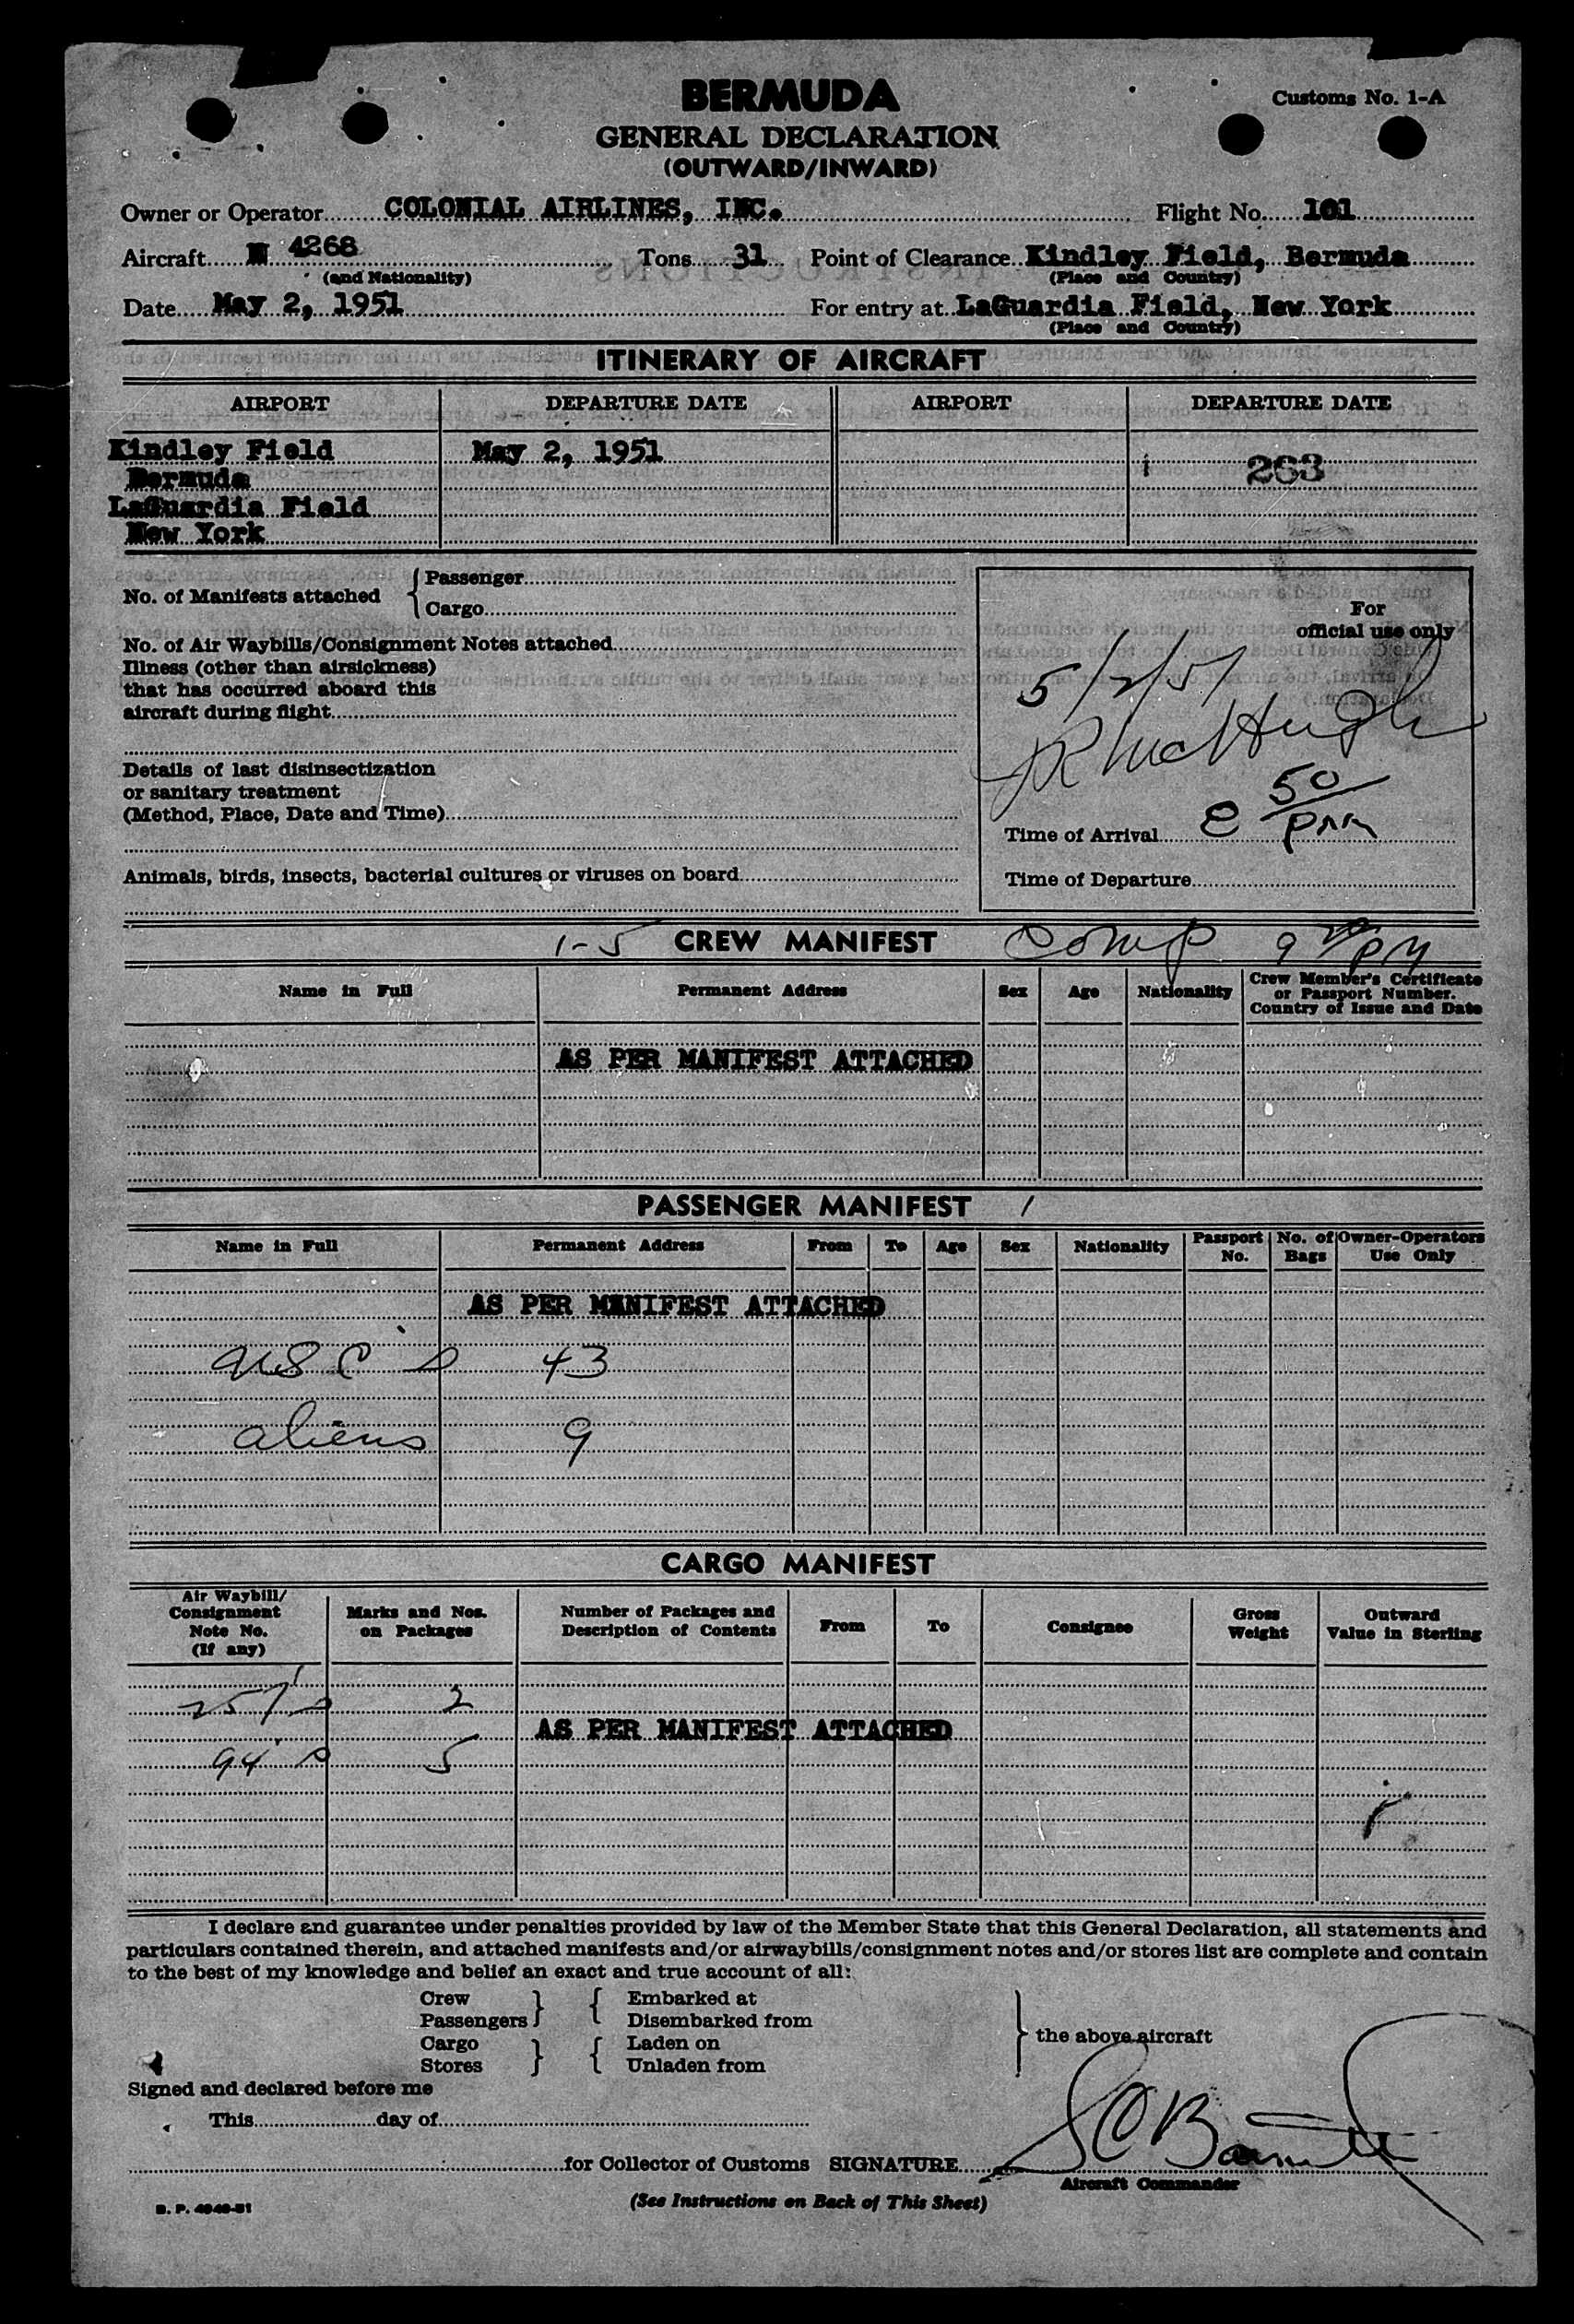 BERMUDA
Customs No. 1-A
GENERAL DECLARATION
(OUTWARD/INWARD)
Owner or Operator COLONIAL AIRLINES, INC. Flight No. 101
Aircraft N 4268 Tons 31 Point of Clearance Kindley Field, Bermuda
(and Nationality) (Place and Country)
Date May 2, 1951 For entry at LaGuardia Field, New York
(Place and Country)
ITINERARY OF AIRCRAFT
AIRPORT DEPARTURE DATE AIRPORT DEPARTURE DATE
Kindley Field May 2, 1951 263
Bermuda
LaGuardia Field
New York
No. of Manifests attached { Passenger
Cargo
For
official use only
No. of Air Waybills/Consignment Notes attached
Illness (other than airsickness)
that has occurred aboard this
aircraft during flight
5/2/51
JR McHugh
Details of last disinsectization
or sanitary treatment
(Method, Place, Date and Time)
Time of Arrival 8 50/pm
Animals, birds, insects, bacterial cultures or viruses on board
Time of Departure
1-5 CREW MANIFEST Comp 9 PM
Name in Full Permanent Address Sex Age Nationality Crew Member's Certificate
or Passport Number.
Country of Issue and Date
AS PER MANIFEST ATTACHED
PASSENGER MANIFEST 1
Name in Full Permanent Address From To Age Sex Nationality Passport No. No. of Bags Owner-Operators Use Only
AS PER MANIFEST ATTACHED
USC's 43
aliens 9
CARGO MANIFEST
Air Waybill/
Consignment
Note No.
(If any)
Marks and Nos.
on Packages
Number of Packages and
Description of Contents
From To Consignee
Gross
Weight
Outward
Value in Sterling
257's 2
AS PER MANIFEST ATTACHED
94's 5
I declare and guarantee under penalties provided by law of the Member State that this General Declaration, all statements and
particulars contained therein, and attached manifests and/or airwaybills/consignment notes and/or stores list are complete and contain
to the best of my knowledge and belief an exact and true account of all:
Crew } { Embarked at
Passengers Disembarked from
Cargo } { Laden on
Stores Unladen from
} the above aircraft
Signed and declared before me
This day of
for Collector of Customs SIGNATURE
Aircraft Commander
B. P. 4949-51
(See Instructions on Back of This Sheet)